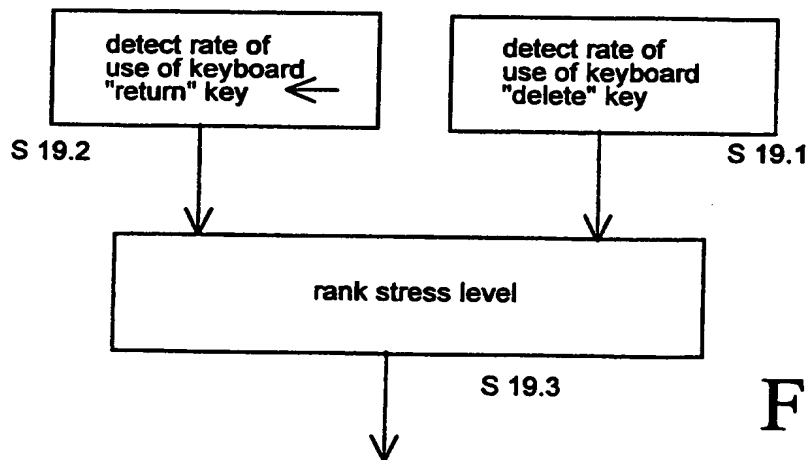 detect rate of
use of keyboard
"return" key
S 19.2
detect rate of
use of keyboard
"delete" key
S 19.1
rank stress level
S 19.3
F